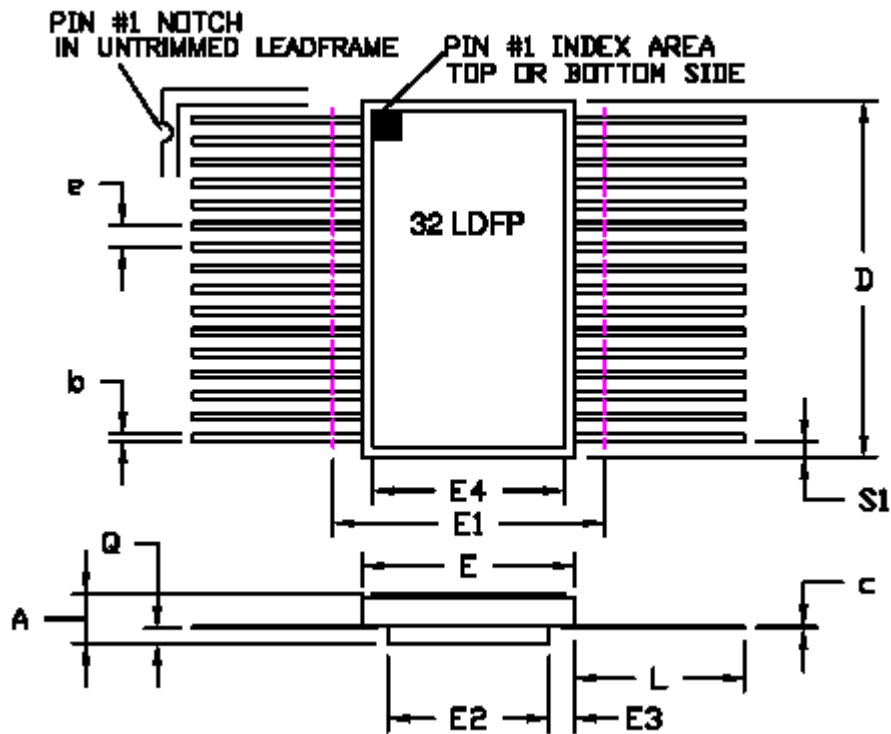 PIN #1 NOTCH
IN UNTRIMMED LEADFRAME
PIN #1 INDEX AREA
TOP OR BOTTOM SIDE
e
32 LDFP
D
b
E4
S1
E1
Q
E
c
A
L
E2
E3